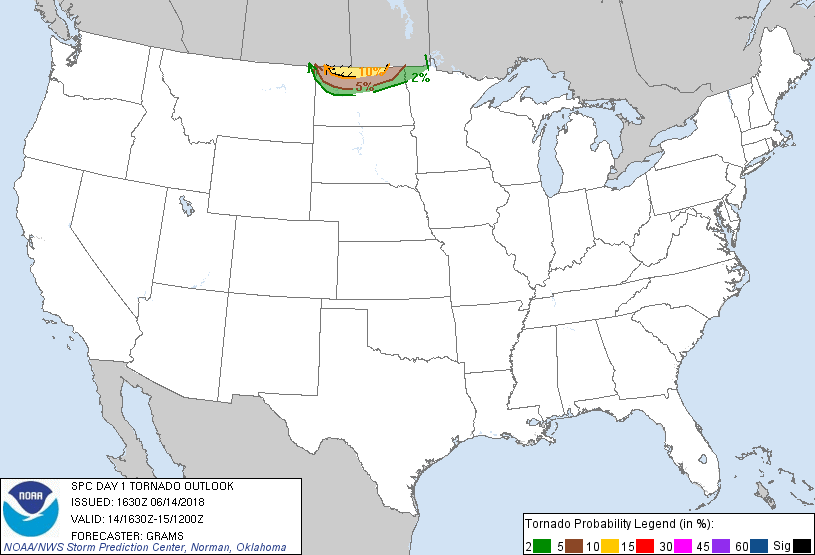 10%
2%
5%
NOAA
SPC DAY 1 TORNADO OUTLOOK
ISSUED: 1630Z 06/14/2018
VALID: 14/1630Z-15/1200Z
FORECASTER: GRAMS
NOAA/NWS Storm Prediction Center, Norman, Oklahoma
Tornado Probability Legend (in %):
2 5 10 15 30 45 60 Sig